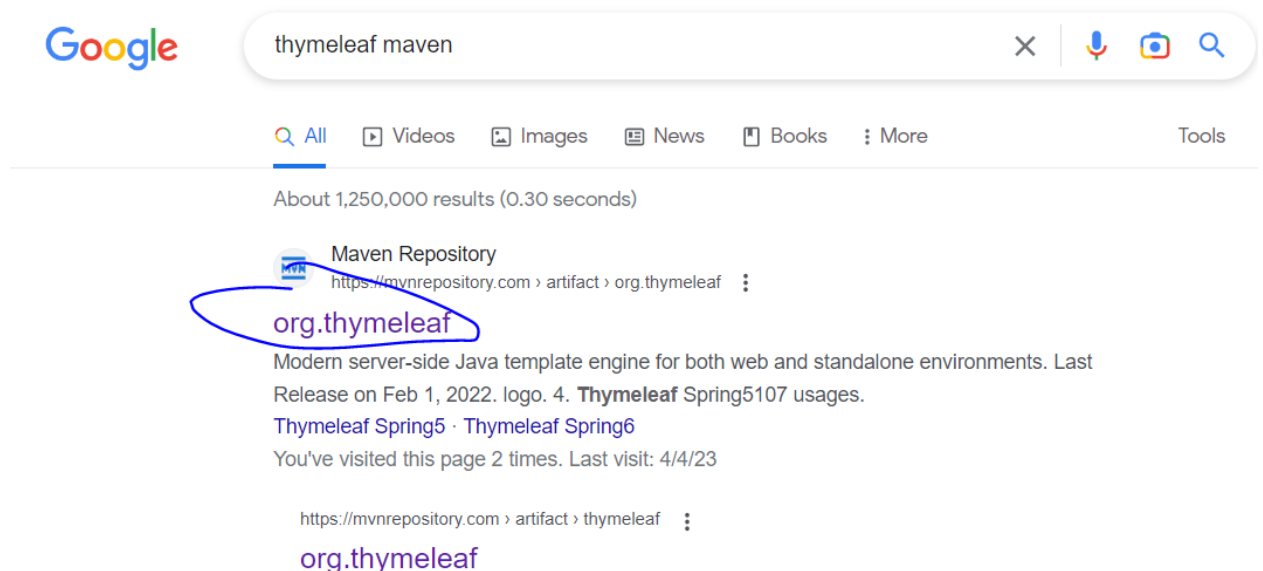 Google
thymeleaf maven
All Videos Images News Books More Tools
About 1,250,000 results (0.30 seconds)
MVN
Maven Repository
https://mvnrepository.com › artifact › org.thymeleaf
org.thymeleaf
Modern server-side Java template engine for both web and standalone environments. Last
Release on Feb 1, 2022. logo. 4. Thymeleaf Spring5107 usages.
Thymeleaf Spring5 · Thymeleaf Spring6
You've visited this page 2 times. Last visit: 4/4/23
https://mvnrepository.com › artifact › thymeleaf
org.thymeleaf